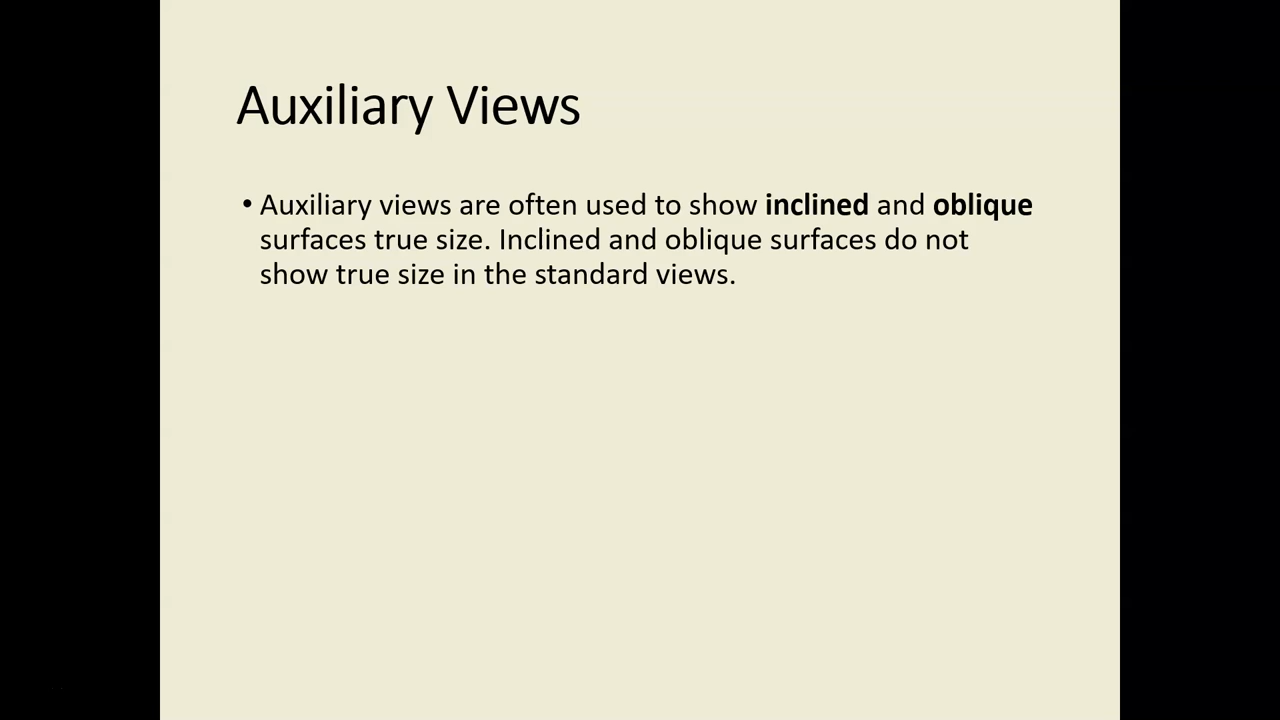 Auxiliary Views
• Auxiliary views are often used to show inclined and oblique
surfaces true size. Inclined and oblique surfaces do not
show true size in the standard views.